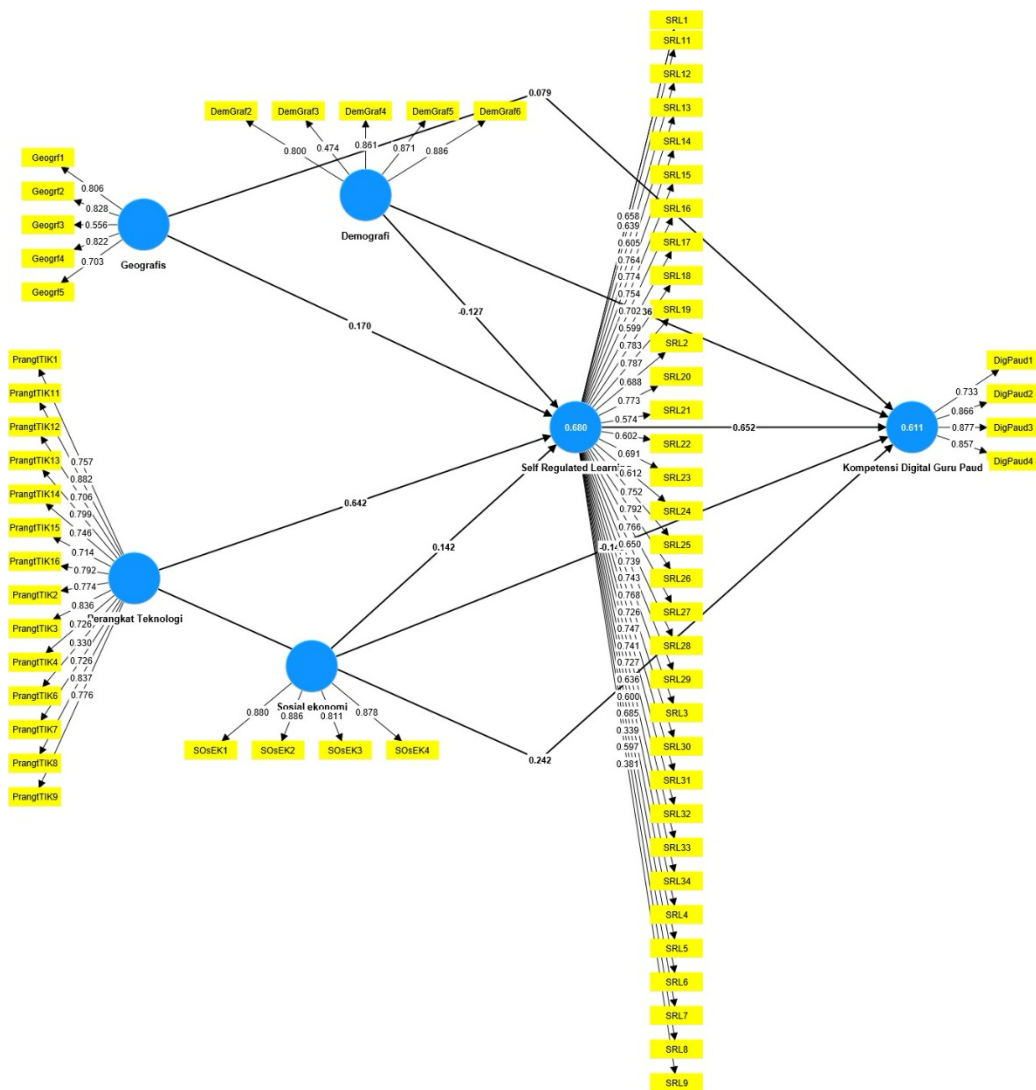 SRL1
SRL11
SRL12
SRL13
SRL14
SRL15
SRL16
SRL17
SRL18
SRL19
SRL2
SRL20
SRL21
SRL22
SRL23
SRL24
SRL25
SRL26
SRL27
SRL28
SRL29
SRL3
SRL30
SRL31
SRL32
SRL33
SRL34
SRL4
SRL5
SRL6
SRL7
SRL8
SRL9
0.658
0.639
0.605
0.764
0.774
0.754
0.702
0.599
0.783
0.787
0.688
0.773
0.574
0.602
0.691
0.612
0.752
0.792
0.766
0.650
0.739
0.743
0.768
0.726
0.747
0.741
0.727
0.636
0.600
0.685
0.339
0.597
0.381
DemGraf2
DemGraf3
DemGraf4
DemGraf5
DemGraf6
0.800
0.474
0.861
0.871
0.886
Demografi
Geogrf1
Geogrf2
Geogrf3
Geogrf4
Geogrf5
0.806
0.828
0.556
0.822
0.703
Geografis
0.079
-0.127
0.170
0.642
0.142
0.652
0.242
PrangtTIK1
PrangtTIK11
PrangtTIK12
PrangtTIK13
PrangtTIK14
PrangtTIK15
PrangtTIK16
PrangtTIK2
PrangtTIK3
PrangtTIK4
PrangtTIK6
PrangtTIK7
PrangtTIK8
PrangtTIK9
0.757
0.882
0.706
0.799
0.746
0.714
0.792
0.774
0.836
0.726
0.330
0.726
0.837
0.776
Perangkat Teknologi
Sosial ekonomi
0.880
0.886
0.811
0.878
SOsEK1
SOsEK2
SOsEK3
SOsEK4
0.680
Self Regulated Learning
0.611
Kompetensi Digital Guru Paud
0.733
0.866
0.877
0.857
DigPaud1
DigPaud2
DigPaud3
DigPaud4